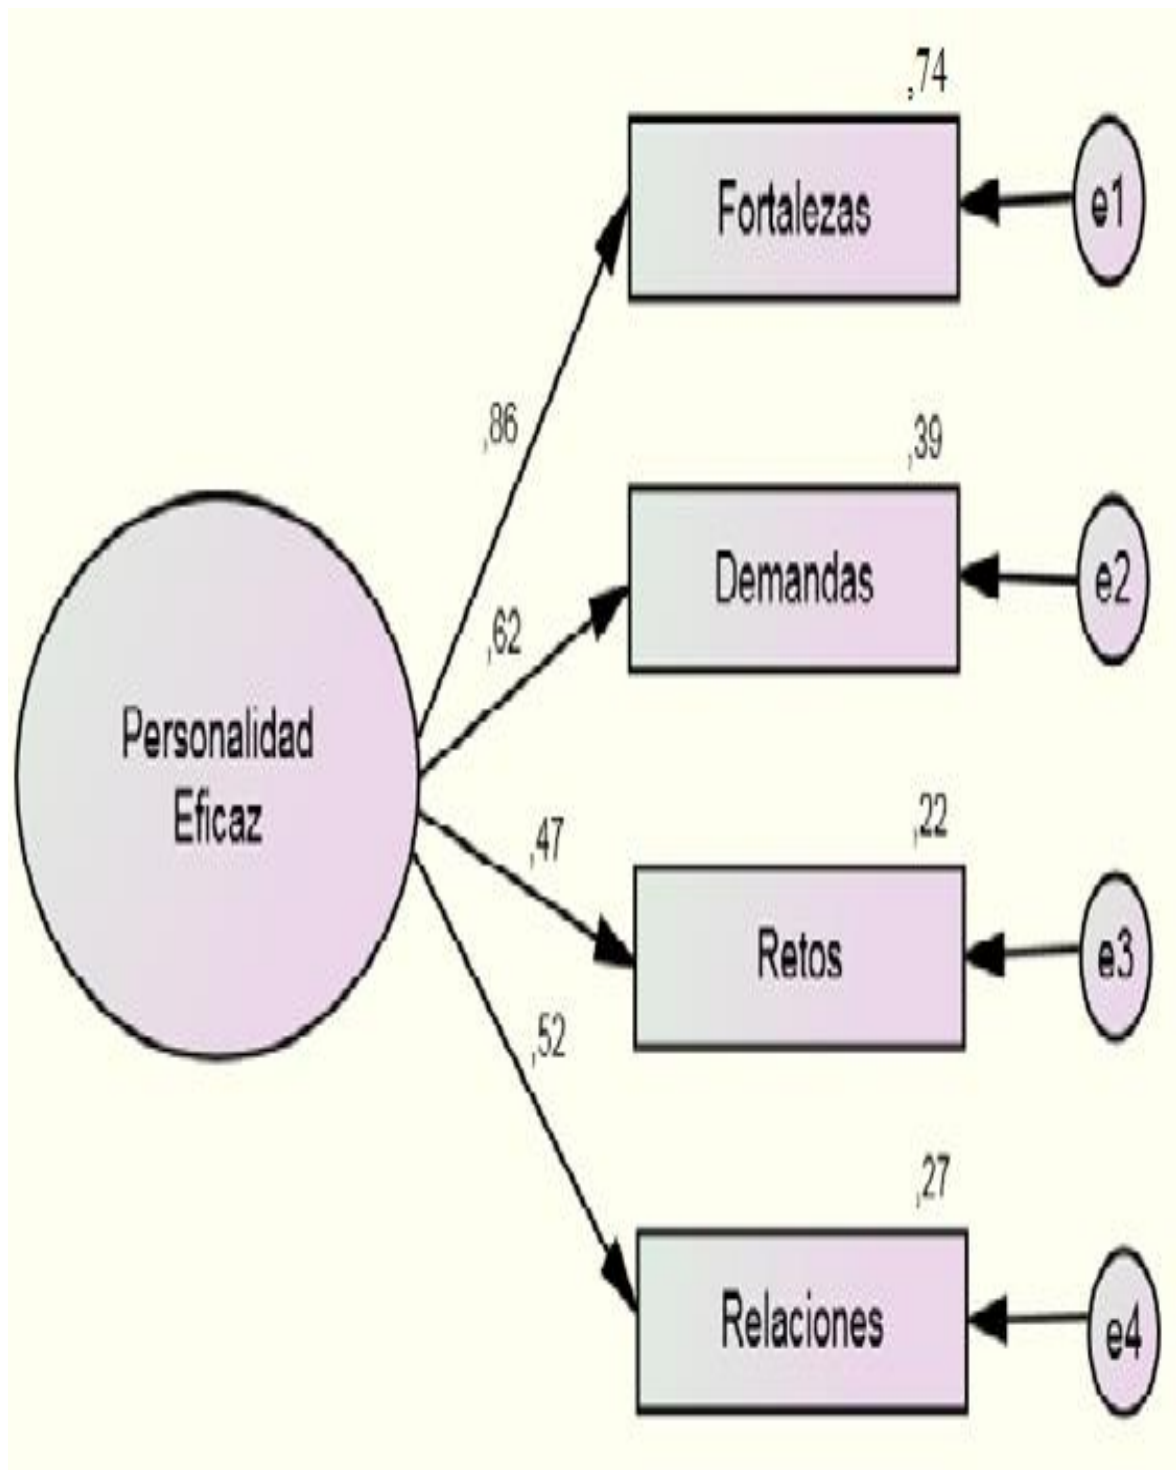 ,74
Fortalezas
e1
,86
,39
Demandas
e2
,62
Personalidad
Eficaz
,22
,47
Retos
e3
,52
,27
Relaciones
e4